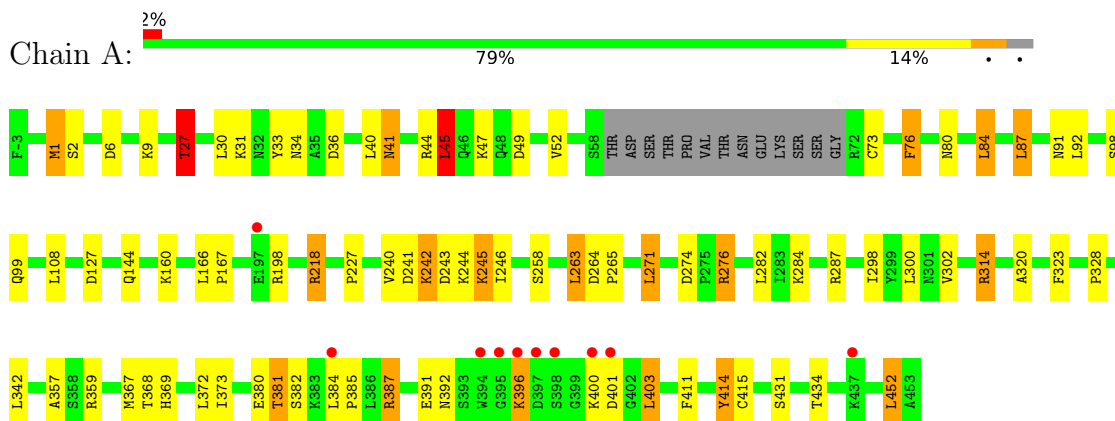 2%
Chain A:
79% 14% • •
F-3 M1 S2 D6 K9 T27 L30 K31 N32 Y33 N34 A35 D36 L40 N41 R44 L45 Q46 K47 Q48 D49 V52 S58 THR ASP SER THR PRO VAL THR ASN GLU LYS SER SER GLY R72 C73 F76 N80 L84 L87 N91 L92 S98
Q99 L108 D127 Q144 K160 L166 P167 E197 R198 R218 P227 V240 D241 K242 D243 K244 K245 I246 S258 L263 D264 P265 L271 D274 P275 R276 L282 I283 K284 R287 I298 Y299 L300 N301 V302 R314 A320 F323 P328
L342 A357 S358 R359 M367 T368 H369 L372 I373 E380 T381 S382 K383 L384 P385 L386 R387 E391 N392 S393 W394 G395 K396 D397 S398 G399 K400 D401 G402 L403 F411 Y414 C415 S431 T434 K437 L452 A453